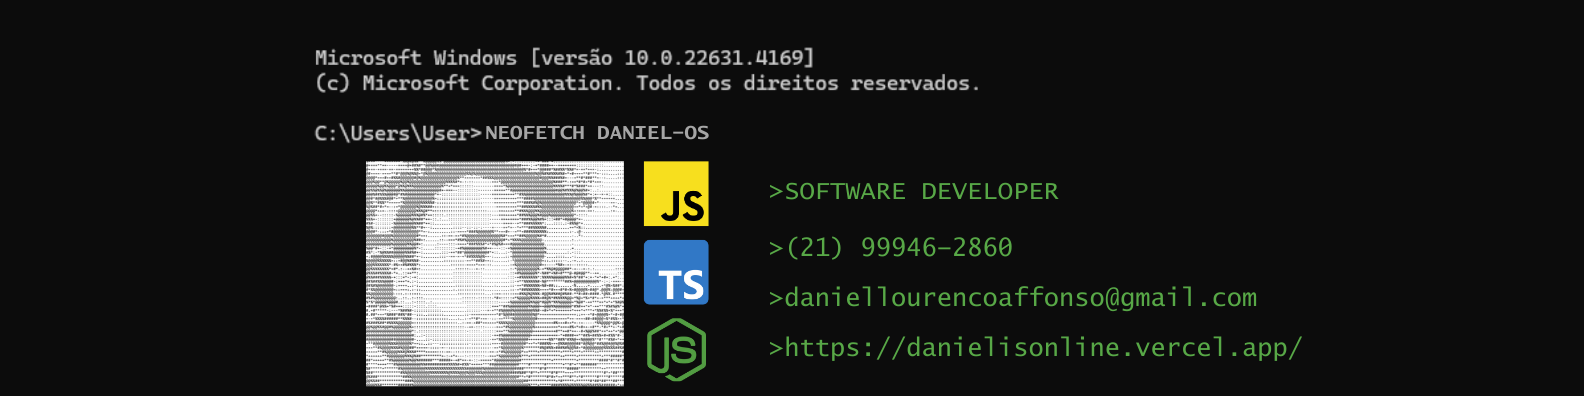 Microsoft Windows [versão 10.0.22631.4169]
(c) Microsoft Corporation. Todos os direitos reservados.
C:\Users\User>NEOFETCH DANIEL-OS
JS
>SOFTWARE DEVELOPER
TS
>(21) 99946-2860
>daniellourencoaffonso@gmail.com
JS
>https://danielisonline.vercel.app/